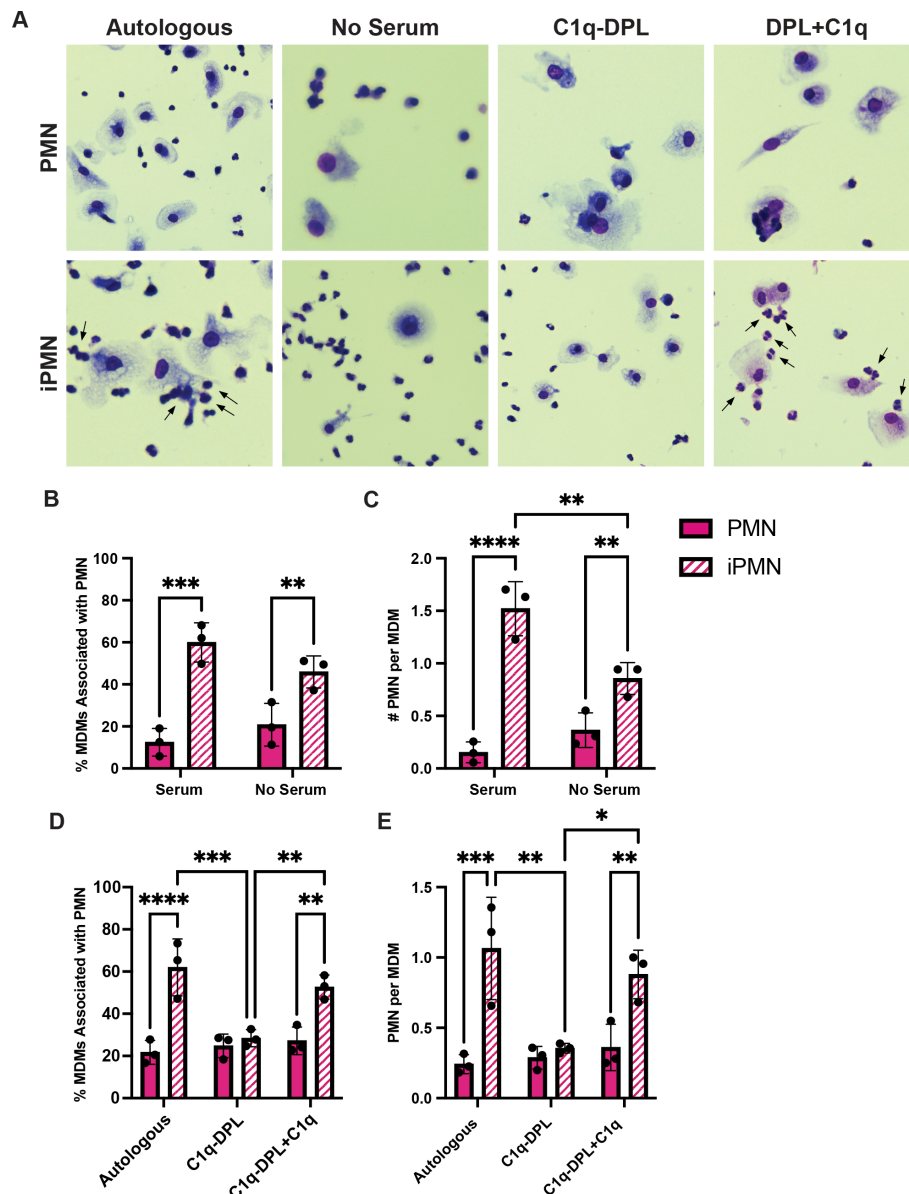 A
Autologous
No Serum
C1q-DPL
DPL+C1q
PMN
iPMN
B
% MDMs Associated with PMN
100
80
60
40
20
0
***
**
Serum
No Serum
C
# PMN per MDM
2.0
1.5
1.0
0.5
0.0
**
****
**
Serum
No Serum
PMN
iPMN
D
% MDMs Associated with PMN
100
80
60
40
20
0
***
**
****
**
Autologous
C1q-DPL
C1q-DPL+C1q
E
PMN per MDM
1.5
1.0
0.5
0.0
*
***
**
**
Autologous
C1q-DPL
C1q-DPL+C1q